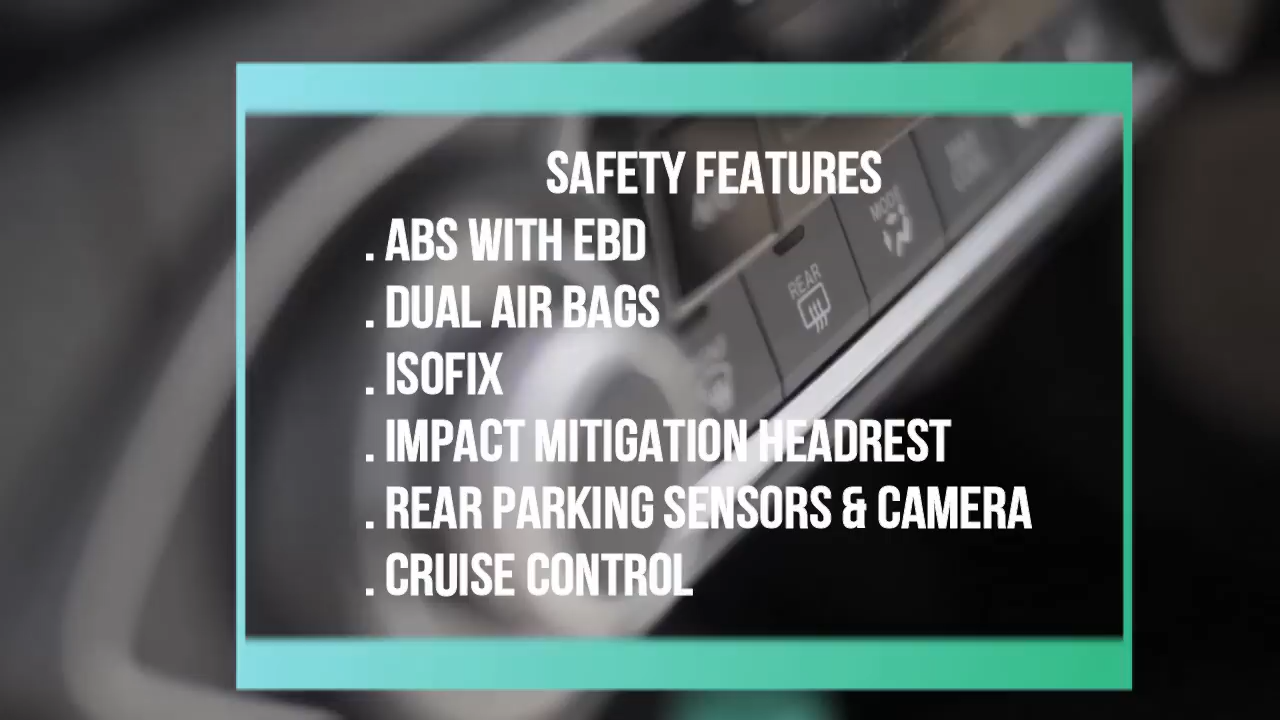 SAFETY FEATURES
. ABS WITH EBD
. DUAL AIR BAGS
. ISOFIX
. IMPACT MITIGATION HEADREST
. REAR PARKING SENSORS & CAMERA
. CRUISE CONTROL
MODE
REAR